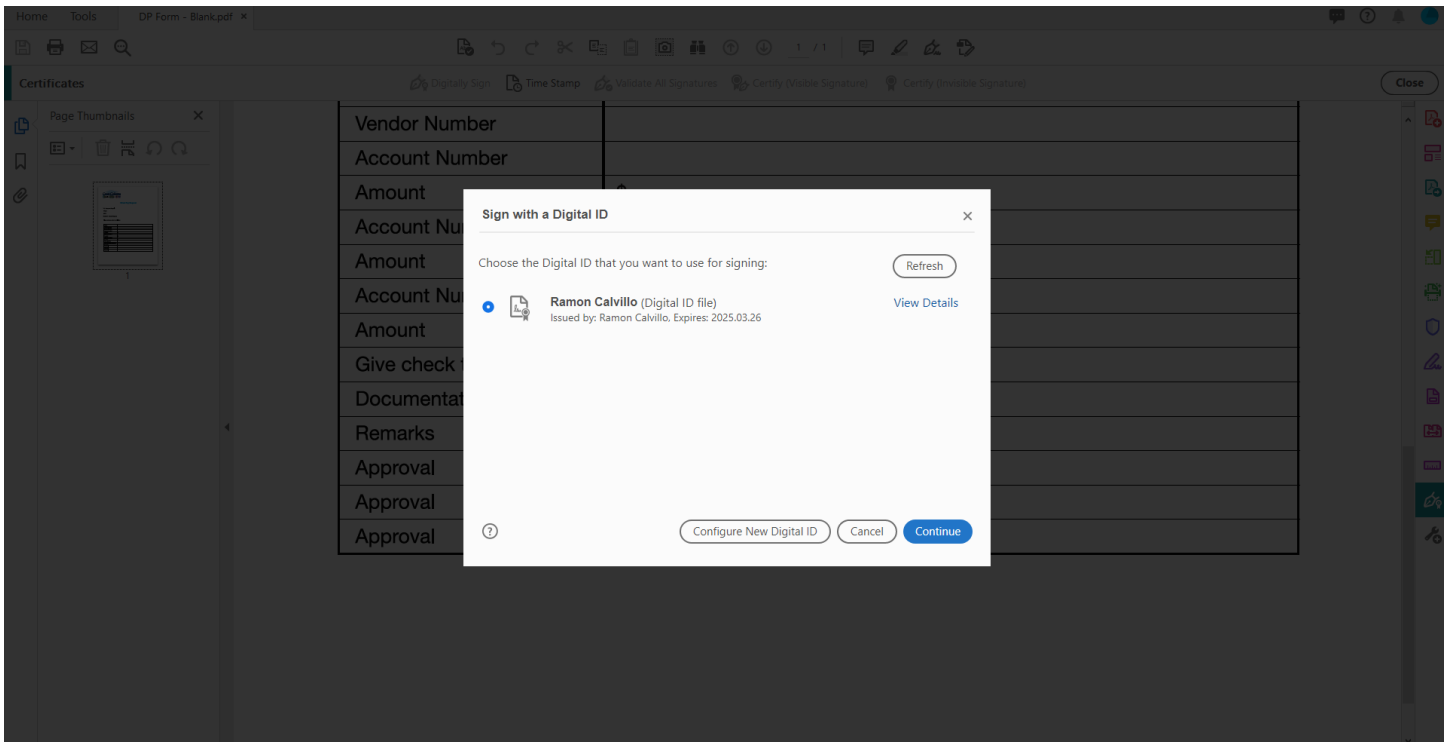 Home Tools DP Form - Blank.pdf ×
1 / 1
Certificates Digitally Sign Time Stamp Validate All Signatures Certify (Visible Signature) Certify (Invisible Signature) Close
Page Thumbnails
1
Vendor Number
Account Number
Amount
Account Nu
Amount
Account Nu
Amount
Give check
Documentat
Remarks
Approval
Approval
Approval
Sign with a Digital ID
Choose the Digital ID that you want to use for signing:
Refresh
Ramon Calvillo (Digital ID file)
View Details
Issued by: Ramon Calvillo, Expires: 2025.03.26
Configure New Digital ID Cancel Continue